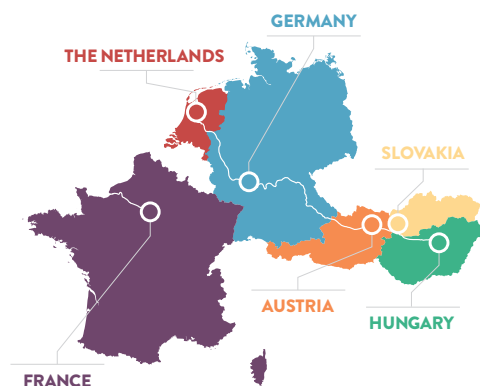 GERMANY
THE NETHERLANDS
SLOVAKIA
AUSTRIA
HUNGARY
FRANCE